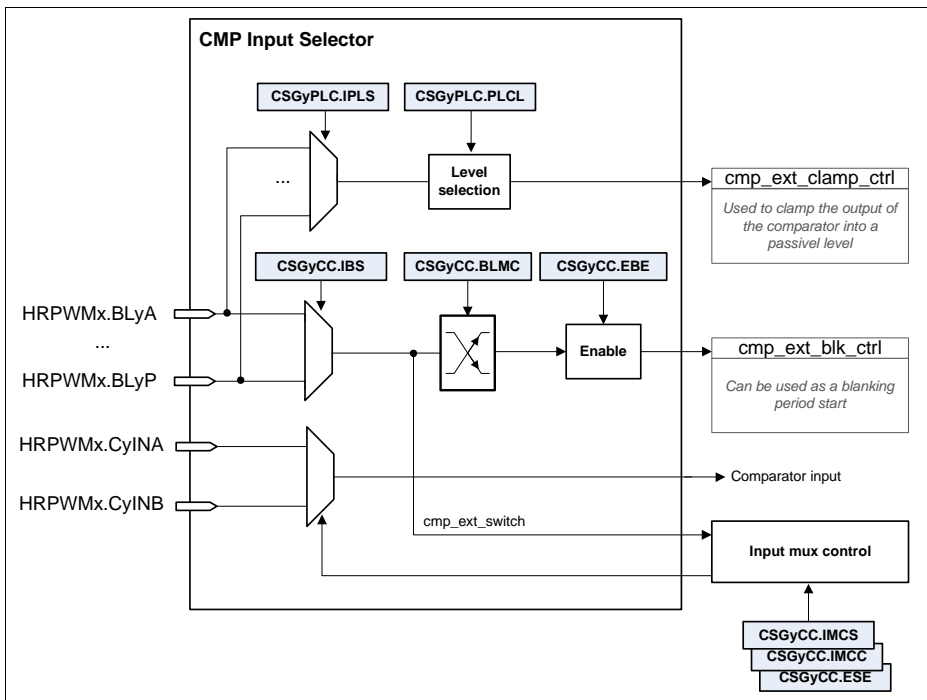 CMP Input Selector
CSGyPLC.IPLS
CSGyPLC.PLCL
...
Level
selection
cmp_ext_clamp_ctrl
Used to clamp the output of
the comparator into a
passivel level
CSGyCC.IBS
CSGyCC.BLMC
CSGyCC.EBE
HRPWMx.BLyA
...
HRPWMx.BLyP
Enable
cmp_ext_blk_ctrl
Can be used as a blanking
period start
HRPWMx.CyINA
HRPWMx.CyINB
Comparator input
cmp_ext_switch
Input mux control
CSGyCC.IMCS
CSGyCC.IMCC
CSGyCC.ESE